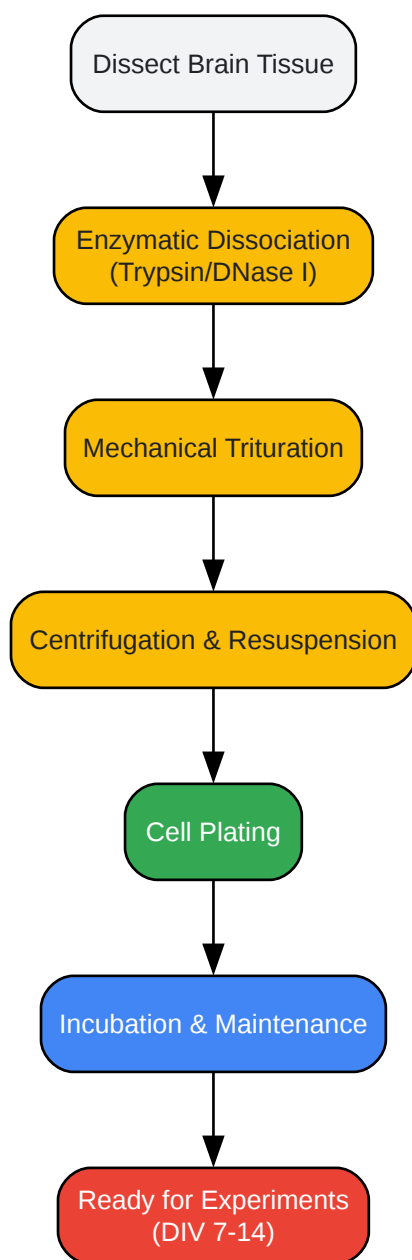 Dissect Brain Tissue
Enzymatic Dissociation
(Trypsin/DNase I)
Mechanical Trituration
Centrifugation & Resuspension
Cell Plating
Incubation & Maintenance
Ready for Experiments
(DIV 7-14)